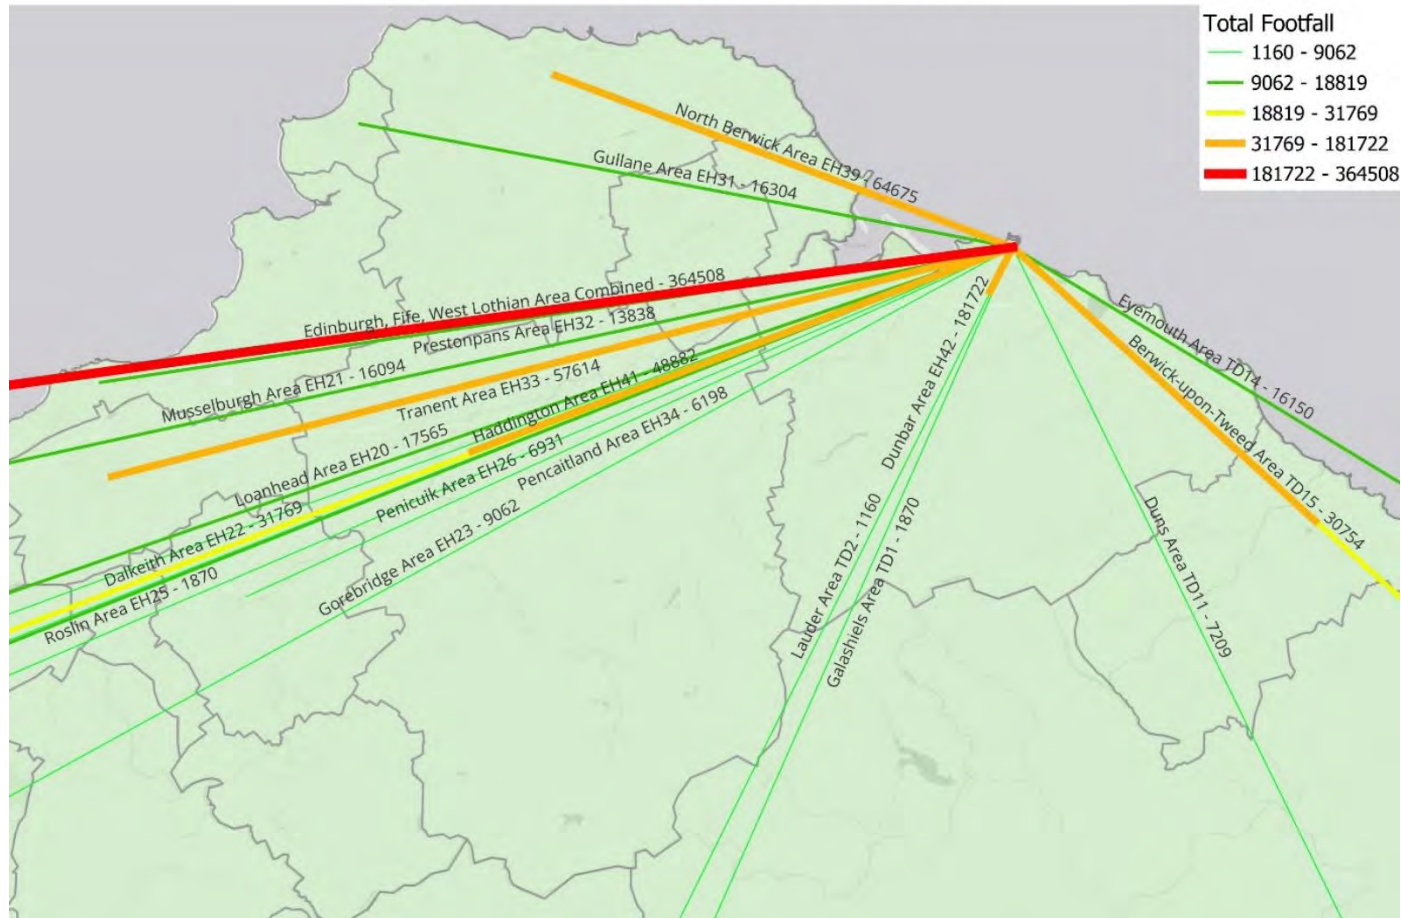 Total Footfall
1160 - 9062
9062 - 18819
18819 - 31769
31769 - 181722
181722 - 364508
North Berwick Area EH39 - 64675
Gullane Area EH31 - 16304
Edinburgh, Fife, West Lothian Area Combined - 364508
Prestonpans Area EH32 - 13838
Musselburgh Area EH21 - 16094
Tranent Area EH33 - 57614
Haddington Area EH41 - 48882
Loanhead Area EH20 - 17565
Penicuik Area EH26 - 6931
Pencaitland Area EH34 - 6198
Dalkeith Area EH22 - 31769
Gorebridge Area EH23 - 9062
Roslin Area EH25 - 1870
Dunbar Area EH42 - 181722
Lauder Area TD2 - 1160
Galashiels Area TD1 - 1870
Eyemouth Area TD14 - 16150
Berwick-upon-Tweed Area TD15 - 30754
Duns Area TD11 - 7209